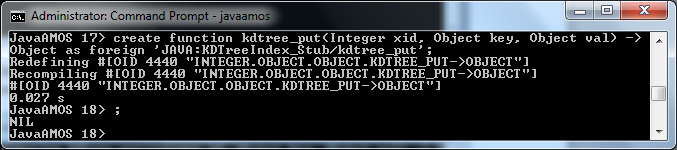 Administrator: Command Prompt - javaamos
JavaAMOS 17> create function kdtree_put(Integer xid, Object key, Object val) ->
Object as foreign 'JAVA:KDTreeIndex_Stub/kdtree_put';
Redefining #[OID 4440 "INTEGER.OBJECT.OBJECT.KDTREE_PUT->OBJECT"]
Recompiling #[OID 4440 "INTEGER.OBJECT.OBJECT.KDTREE_PUT->OBJECT"]
#[OID 4440 "INTEGER.OBJECT.OBJECT.KDTREE_PUT->OBJECT"]
0.027 s
JavaAMOS 18> ;
NIL
JavaAMOS 18>